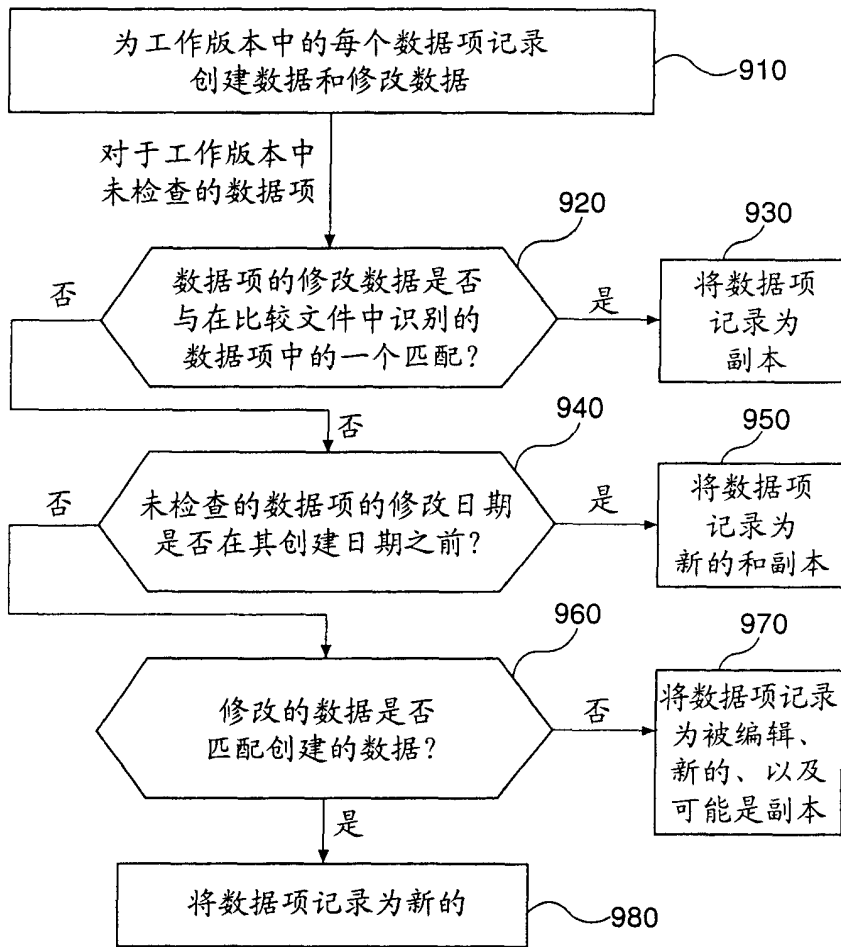 为工作版本中的每个数据项记录
创建数据和修改数据
910
对于工作版本中
未检查的数据项
920
数据项的修改数据是否
与在比较文件中识别的
数据项中的一个匹配?
否
是
930
将数据项
记录为
副本
否
940
未检查的数据项的修改日期
是否在其创建日期之前?
否
是
950
将数据项
记录为
新的和副本
960
修改的数据是否
匹配创建的数据?
否
970
将数据项记录
为被编辑、
新的、以及
可能是副本
是
将数据项记录为新的
980